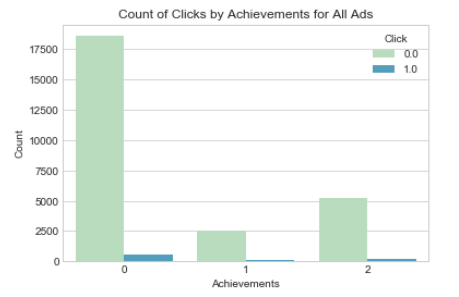 Count of Clicks by Achievements for All Ads
Click
0.0
1.0
17500
15000
12500
10000
7500
5000
2500
0
Count
0 1 2
Achievements